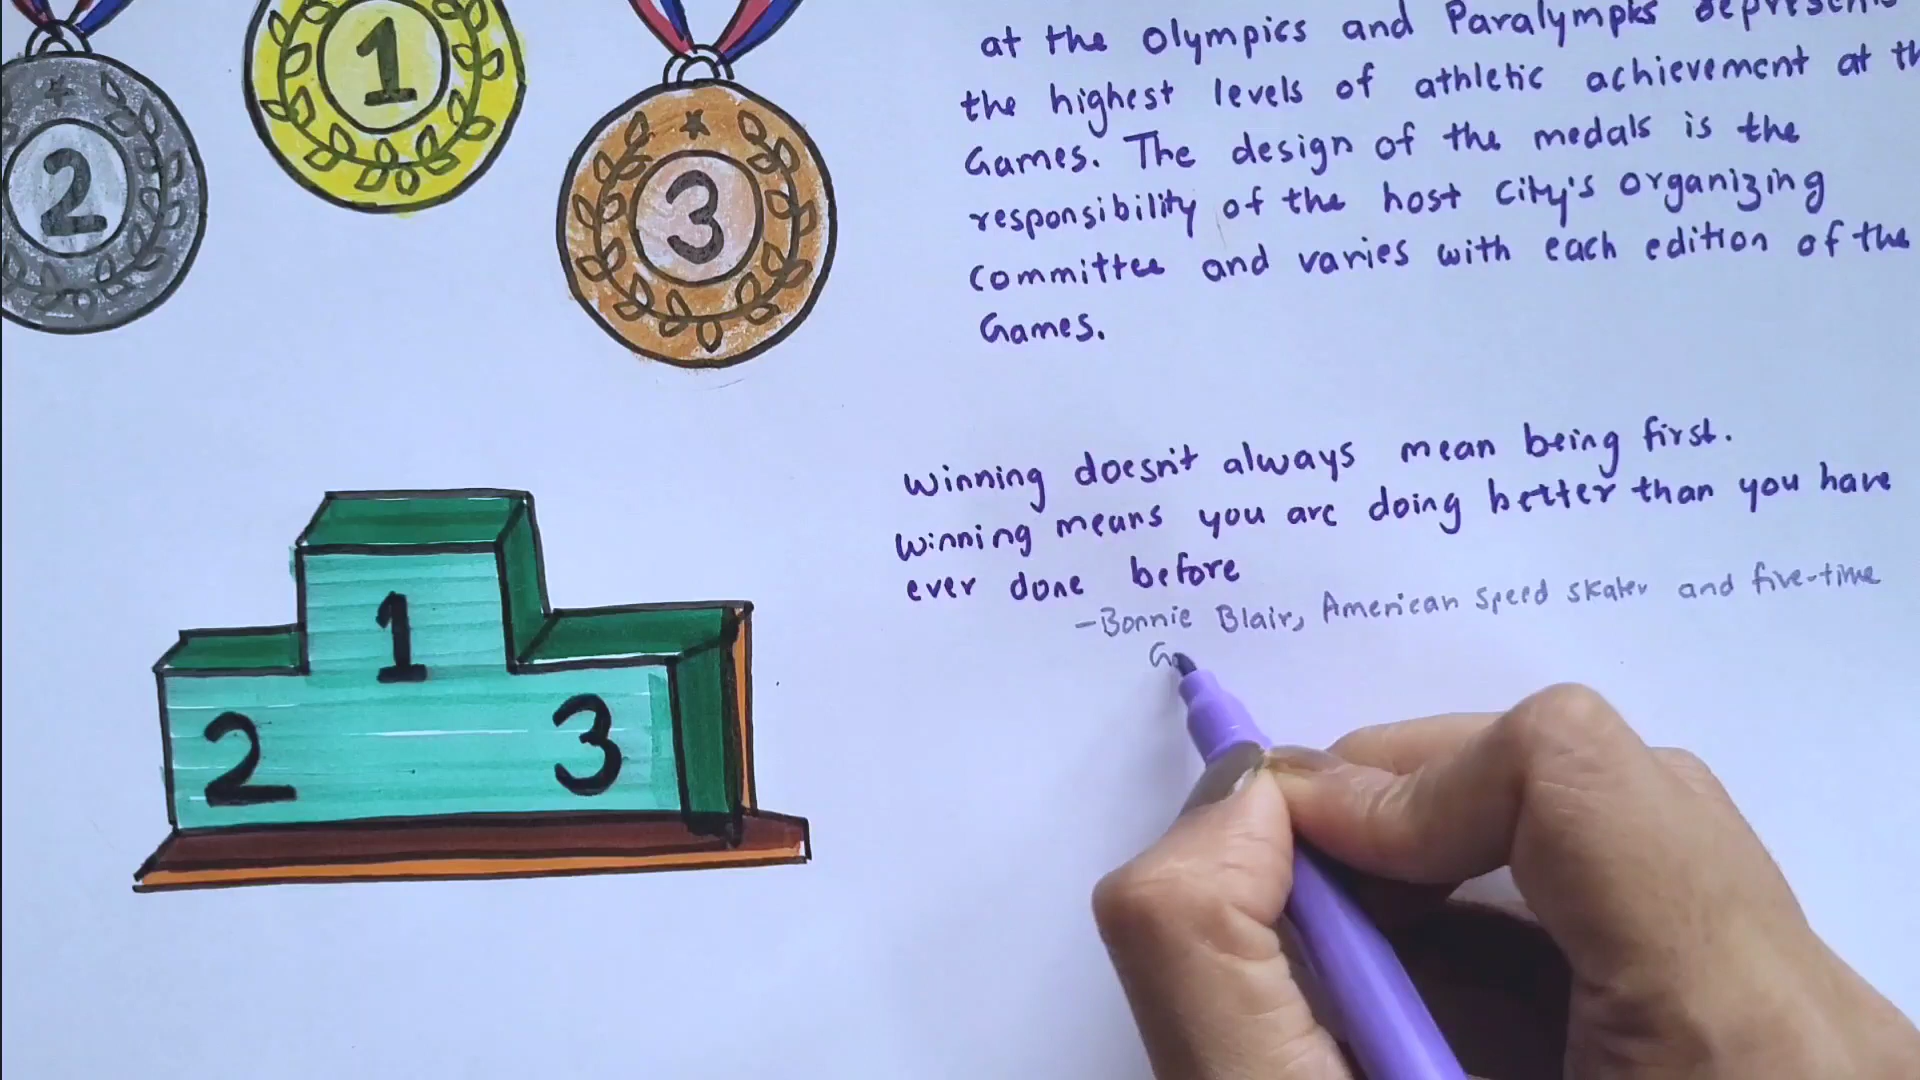 1
2
3
at the Olympics and Paralympks
the highest levels of athletic achievement at
Games. The design of the medals is the
responsibility of the host City's Organizing
Committee and varies with each edition of the
Games.
Winning doesn't always mean being first.
Winning means you are doing better than you have
ever done before
-Bonnie Blair, American Speed Skater and five-time
1
2
3